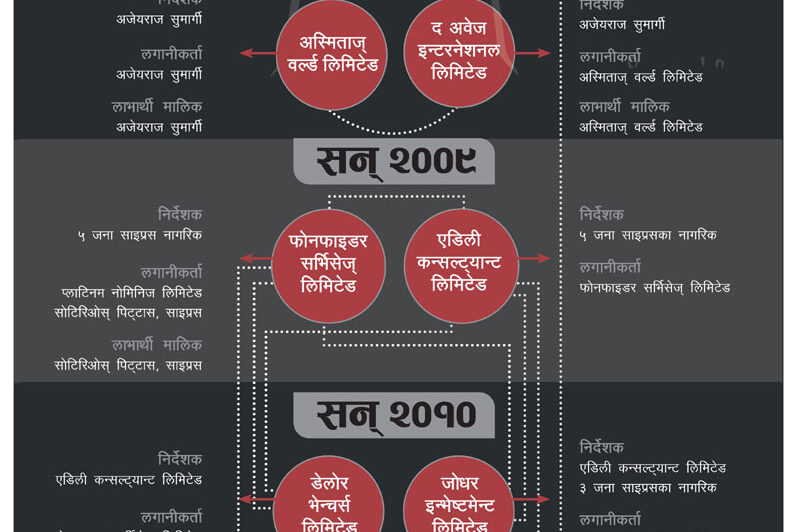 निर्देशक
अजेयराज सुमार्गी
लगानीकर्ता
अजेयराज सुमार्गी
लाभार्थी मालिक
अजेयराज सुमार्गी
अस्मिताज्
वर्ल्ड लिमिटेड
द अवेज
इन्टरनेशनल
लिमिटेड
निर्देशक
अजेयराज सुमार्गी
लगानीकर्ता
अस्मिताज् वर्ल्ड लिमिटेड
लाभार्थी मालिक
अस्मिताज् वर्ल्ड लिमिटेड
सन् २००९
निर्देशक
५ जना साइप्रस नागरिक
लगानीकर्ता
प्लाटिनम नोमिनिज लिमिटेड
सोटिरिओस् पिट्टास, साइप्रस
लाभार्थी मालिक
सोटिरिओस् पिट्टास, साइप्रस
फोनफाइडर
सर्भिसेज्
लिमिटेड
एडिली
कन्सल्ट्यान्ट
लिमिटेड
निर्देशक
५ जना साइप्रसका नागरिक
लगानीकर्ता
फोनफाइडर सर्भिसेज् लिमिटेड
सन् २०१०
निर्देशक
एडिली कन्सल्ट्यान्ट लिमिटेड
लगानीकर्ता
डेलोर
भेन्चर्स
लिमिटेड
जोधर
इन्भेष्टमेन्ट
लिमिटेड
निर्देशक
एडिली कन्सल्ट्यान्ट लिमिटेड
३ जना साइप्रसका नागरिक
लगानीकर्ता